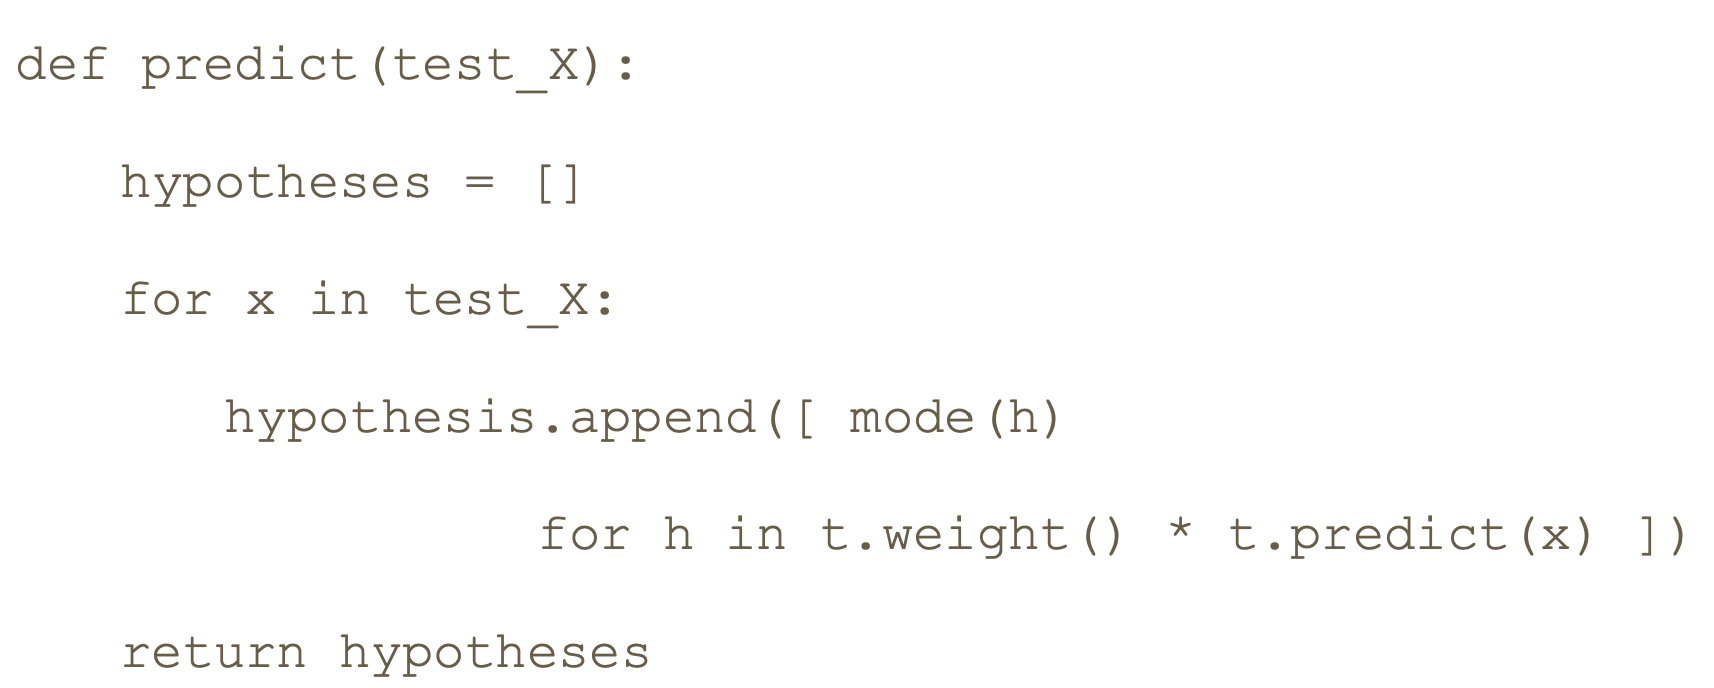 def predict(test_X):
hypotheses = []
for x in test_X:
hypothesis.append([ mode(h)
for h in t.weight() * t.predict(x) ])
return hypotheses